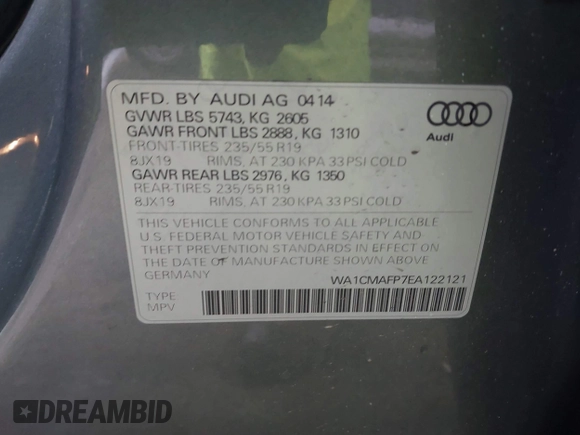 MFD. BY AUDI AG 04 14
GVWR LBS 5743, KG 2605
GAWR FRONT LBS 2888, KG 1310
FRONT-TIRES 235/55 R19
8JX19 RIMS, AT 230 KPA 33 PSI COLD
GAWR REAR LBS 2976, KG 1350
REAR-TIRES 235/55 R19
8JX19 RIMS, AT 230 KPA 33 PSI COLD
Audi
THIS VEHICLE CONFORMS TO ALL APPLICABLE
U.S. FEDERAL MOTOR VEHICLE SAFETY AND
THEFT PREVENTION STANDARDS IN EFFECT ON THE
DATE OF MANUFACTURE SHOWN ABOVE
WA1CMAFP7EA122121
TYPE
MPV
DREAMBID